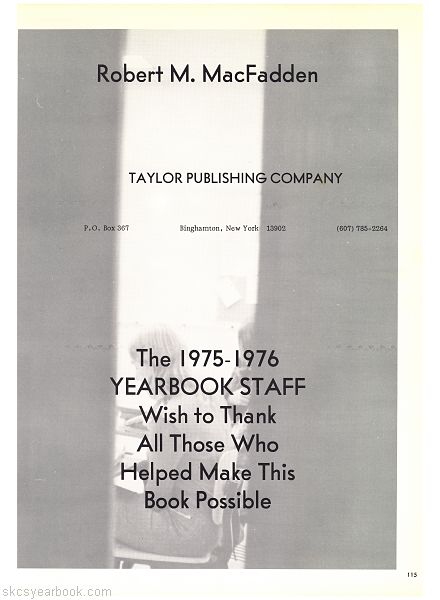 Robert M. MacFadden
TAYLOR PUBLISHING COMPANY
P.O. Box 367 Binghamton, New York 13902 (607) 785-2264
The 1975-1976
YEARBOOK STAFF
Wish to Thank
All Those Who
Helped Make This
Book Possible
115
skcsyearbook.com